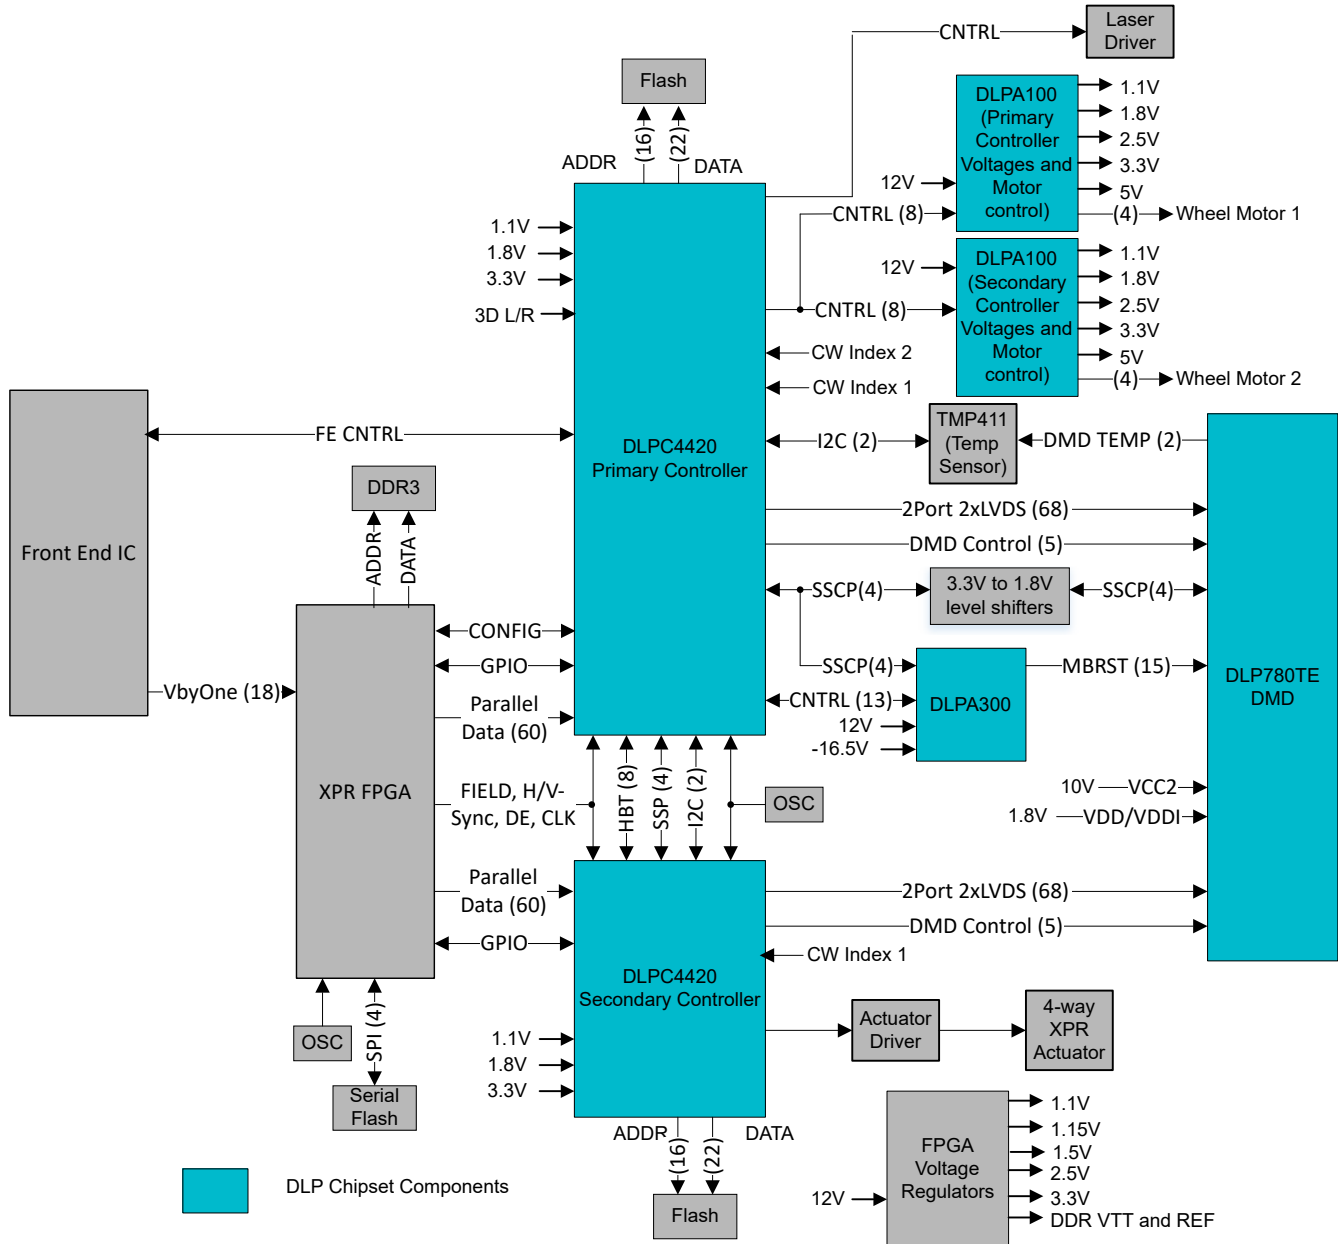 CNTRL
Laser
Driver
Flash
(16)
(22)
ADDR
DATA
DLPA100
(Primary
Controller
Voltages and
Motor
control)
1.1V
1.8V
2.5V
3.3V
5V
(4)
Wheel Motor 1
12V
CNTRL (8)
1.1V
1.8V
3.3V
3D L/R
12V
CNTRL (8)
DLPA100
(Secondary
Controller
Voltages and
Motor
control)
1.1V
1.8V
2.5V
3.3V
5V
(4)
Wheel Motor 2
CW Index 2
CW Index 1
FE CNTRL
DLPC4420
Primary Controller
I2C (2)
TMP411
(Temp
Sensor)
DMD TEMP (2)
DDR3
ADDR
DATA
Front End IC
2Port 2xLVDS (68)
DMD Control (5)
SSCP(4)
3.3V to 1.8V
level shifters
SSCP(4)
CONFIG
GPIO
SSCP(4)
MBRST (15)
DLP780TE
DMD
VbyOne (18)
Parallel
Data (60)
CNTRL (13)
DLPA300
12V
-16.5V
XPR FPGA
FIELD, H/V-
Sync, DE, CLK
HBT (8)
SSP (4)
I2C (2)
OSC
10V
VCC2
1.8V
VDD/VDDI
Parallel
Data (60)
2Port 2xLVDS (68)
DMD Control (5)
GPIO
CW Index 1
DLPC4420
Secondary Controller
OSC
SPI (4)
Serial
Flash
1.1V
1.8V
3.3V
Actuator
Driver
4-way
XPR
Actuator
ADDR
DATA
(16)
(22)
Flash
FPGA
Voltage
Regulators
12V
1.1V
1.15V
1.5V
2.5V
3.3V
DDR VTT and REF
DLP Chipset Components